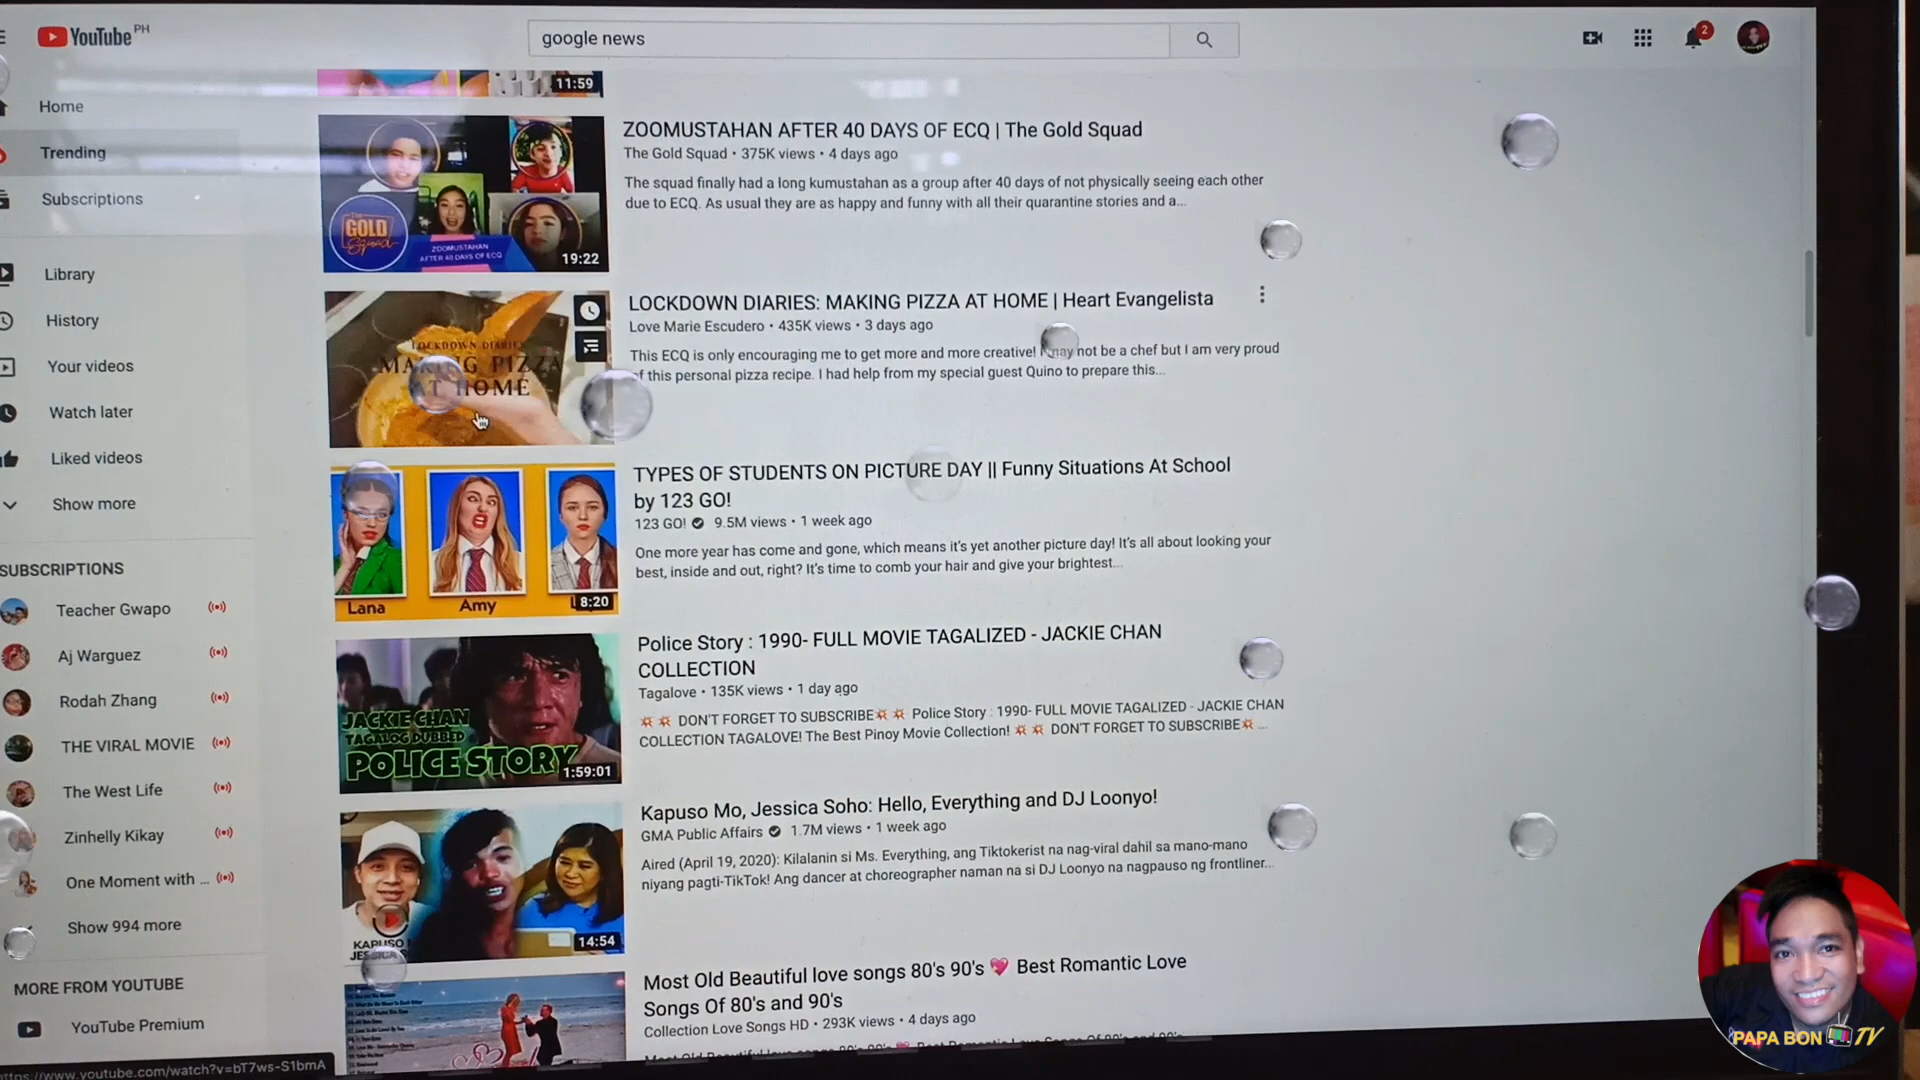 YouTube PH
google news
2
Home
Trending
Subscriptions
Library
History
Your videos
Watch later
Liked videos
Show more
SUBSCRIPTIONS
Teacher Gwapo
Aj Warguez
Rodah Zhang
THE VIRAL MOVIE
The West Life
Zinhelly Kikay
One Moment with ...
Show 994 more
MORE FROM YOUTUBE
YouTube Premium
https://www.youtube.com/watch?v=bT7ws-S1bmA
11:59
GOLD
Squad
ZOOMUSTAHAN
AFTER 40 DAYS OF ECQ
19:22
ZOOMUSTAHAN AFTER 40 DAYS OF ECQ | The Gold Squad
The Gold Squad • 375K views • 4 days ago
The squad finally had a long kumustahan as a group after 40 days of not physically seeing each other
due to ECQ. As usual they are as happy and funny with all their quarantine stories and a...
LOCKDOWN DIARIES
MAKING PIZZA
AT HOME
LOCKDOWN DIARIES: MAKING PIZZA AT HOME | Heart Evangelista
Love Marie Escudero • 435K views • 3 days ago
This ECQ is only encouraging me to get more and more creative! I may not be a chef but I am very proud
of this personal pizza recipe. I had help from my special guest Quino to prepare this...
Lana
Amy
8:20
TYPES OF STUDENTS ON PICTURE DAY || Funny Situations At School
by 123 GO!
123 GO! 9.5M views • 1 week ago
One more year has come and gone, which means it's yet another picture day! It's all about looking your
best, inside and out, right? It's time to comb your hair and give your brightest...
JACKIE CHAN
TAGALOG DUBBED
POLICE STORY
1:59:01
Police Story : 1990- FULL MOVIE TAGALIZED - JACKIE CHAN
COLLECTION
Tagalove • 135K views • 1 day ago
💥💥 DON'T FORGET TO SUBSCRIBE💥💥 Police Story : 1990- FULL MOVIE TAGALIZED - JACKIE CHAN
COLLECTION TAGALOVE! The Best Pinoy Movie Collection! 💥💥 DON'T FORGET TO SUBSCRIBE💥 ...
KAPUSO
JESSICA
14:54
Kapuso Mo, Jessica Soho: Hello, Everything and DJ Loonyo!
GMA Public Affairs 1.7M views • 1 week ago
Aired (April 19, 2020): Kilalanin si Ms. Everything, ang Tiktokerist na nag-viral dahil sa mano-mano
niyang pagti-TikTok! Ang dancer at choreographer naman na si DJ Loonyo na nagpauso ng frontliner...
Most Old Beautiful love songs 80's 90's 💖 Best Romantic Love
Songs Of 80's and 90's
Collection Love Songs HD • 293K views • 4 days ago
PAPA BON TV